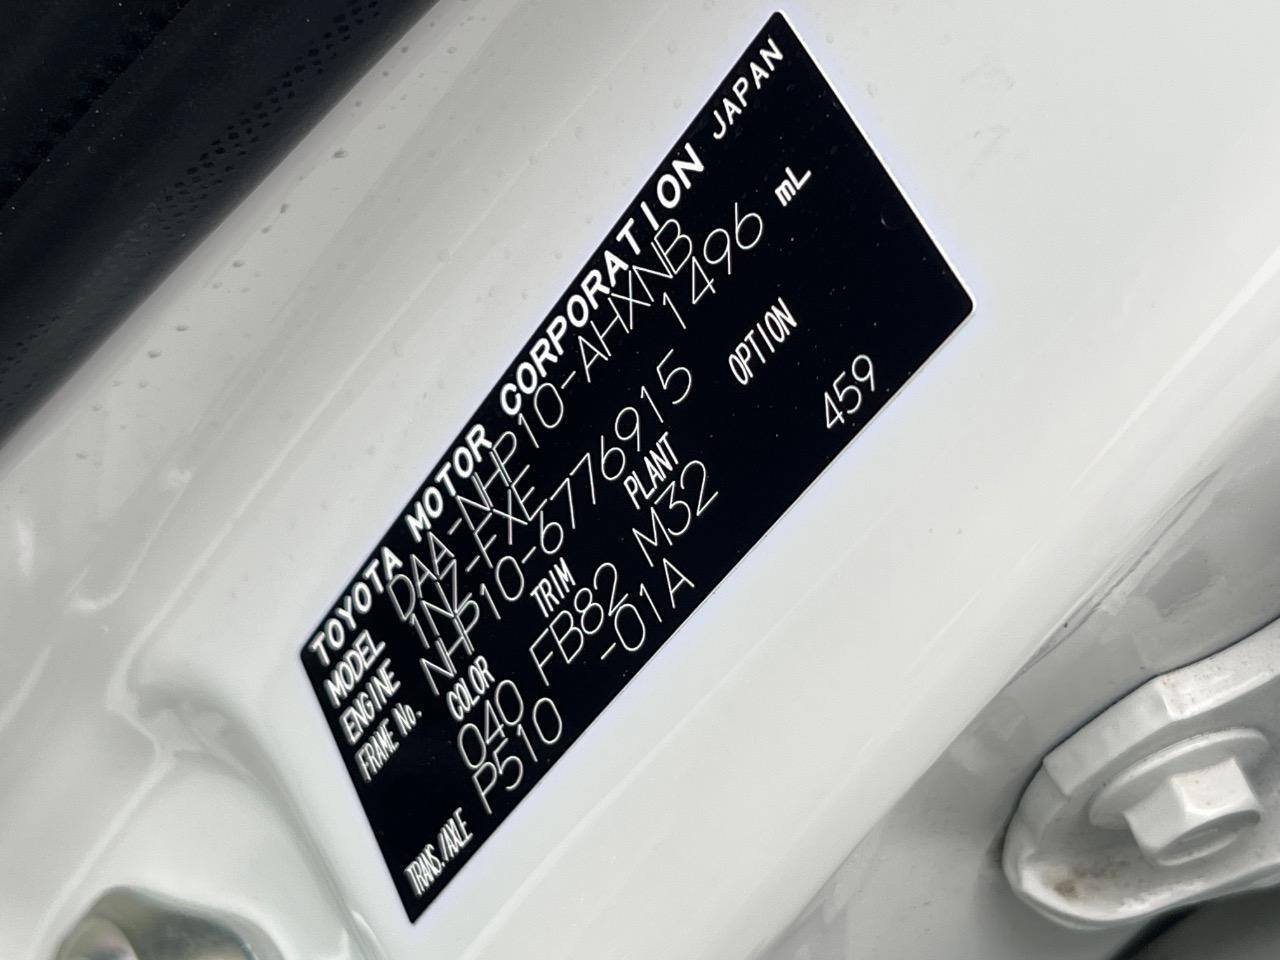 TOYOTA MOTOR CORPORATION JAPAN
MODEL DAA-NHP10-AHXNB
ENGINE 1NZ-FXE 1496 mL
FRAME No. NHP10-6776915
COLOR TRIM PLANT OPTION
040 FB82 M32 459
TRANS./AXLE P510 -01A